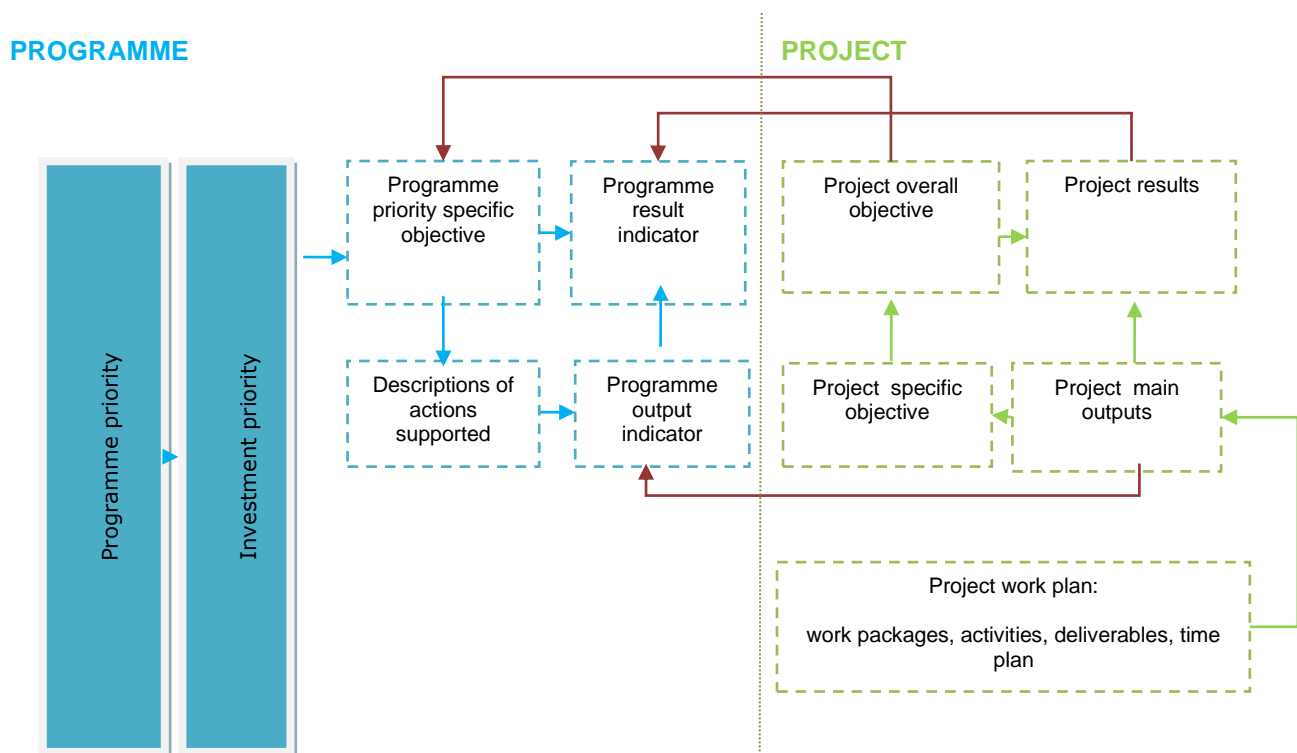 PROGRAMME
PROJECT
Programme priority
Investment priority
Programme
priority specific
objective
Programme
result
indicator
Project overall
objective
Project results
Descriptions of
actions
supported
Programme
output
indicator
Project  specific
objective
Project  main
outputs
Project work plan:
work packages, activities, deliverables, time
plan